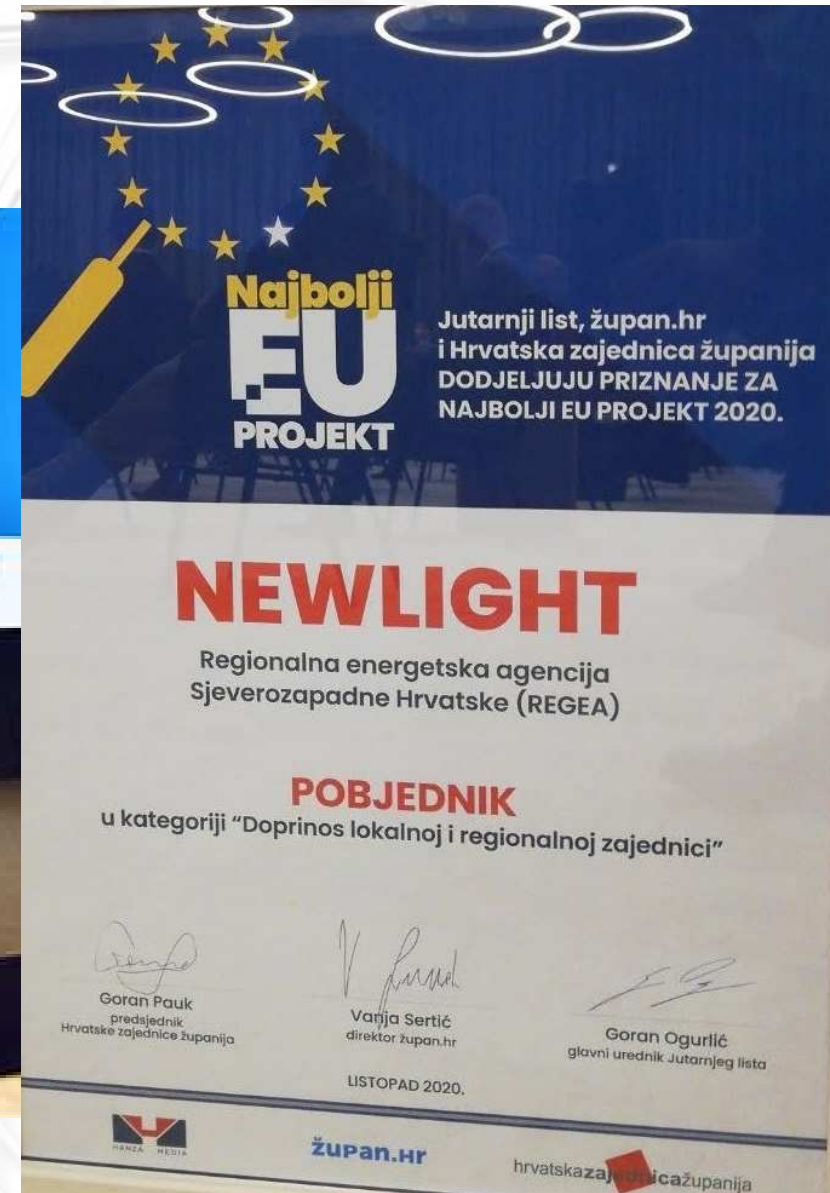 Najbolji
EU
PROJEKT
Jutarnji list, župan.hr
i Hrvatska zajednica županija
DODJELJUJU PRIZNANJE ZA
NAJBOLJI EU PROJEKT 2020.
NEWLIGHT
Regionalna energetska agencija
Sjeverozapadne Hrvatske (REGEA)
POBJEDNIK
u kategoriji “Doprinos lokalnoj i regionalnoj zajednici”
Goran Pauk
predsjednik
Hrvatske zajednice županija
Vanja Sertić
direktor župan.hr
Goran Ogurlić
glavni urednik Jutarnjeg lista
LISTOPAD 2020.
HANZA MEDIA
župan.hr
hrvatskazajednicažupanija